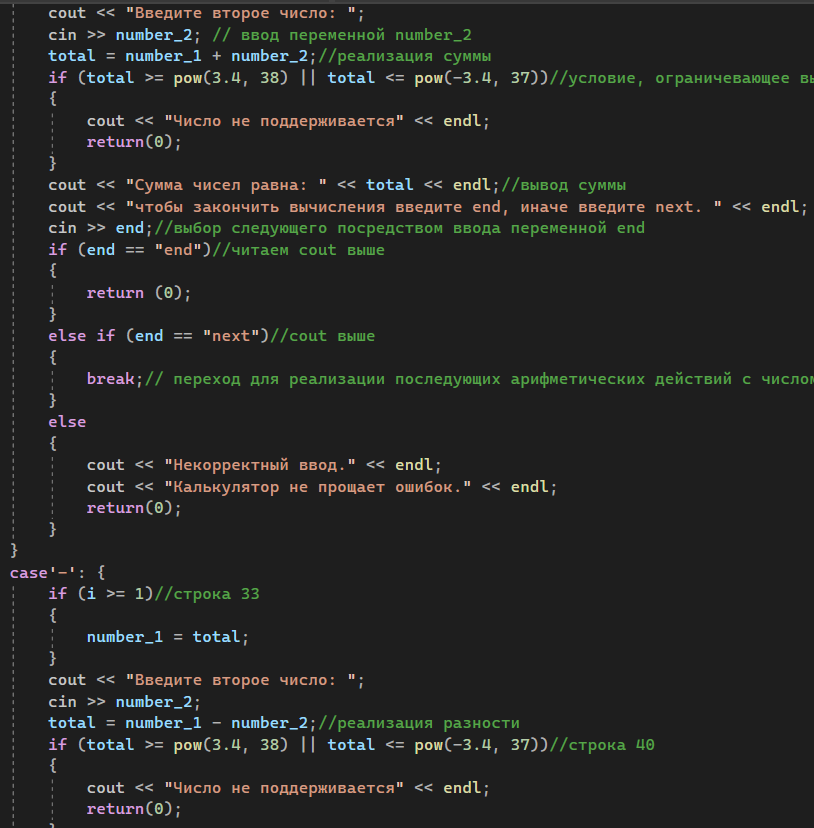 cout << "Введите второе число: ";
cin >> number_2; // ввод переменной number_2
total = number_1 + number_2;//реализация суммы
if (total >= pow(3.4, 38) || total <= pow(-3.4, 37))//условие, ограничевающее вы
{
cout << "Число не поддерживается" << endl;
return(0);
}
cout << "Сумма чисел равна: " << total << endl;//вывод суммы
cout << "чтобы закончить вычисления введите end, иначе введите next. " << endl;
cin >> end;//выбор следующего посредством ввода переменной end
if (end == "end")//читаем cout выше
{
return (0);
}
else if (end == "next")//cout выше
{
break;// переход для реализации последующих арифметических действий с числом
}
else
{
cout << "Некорректный ввод." << endl;
cout << "Калькулятор не прощает ошибок." << endl;
return(0);
}
}
case'-': {
if (i >= 1)//строка 33
{
number_1 = total;
}
cout << "Введите второе число: ";
cin >> number_2;
total = number_1 - number_2;//реализация разности
if (total >= pow(3.4, 38) || total <= pow(-3.4, 37))//строка 40
{
cout << "Число не поддерживается" << endl;
return(0);